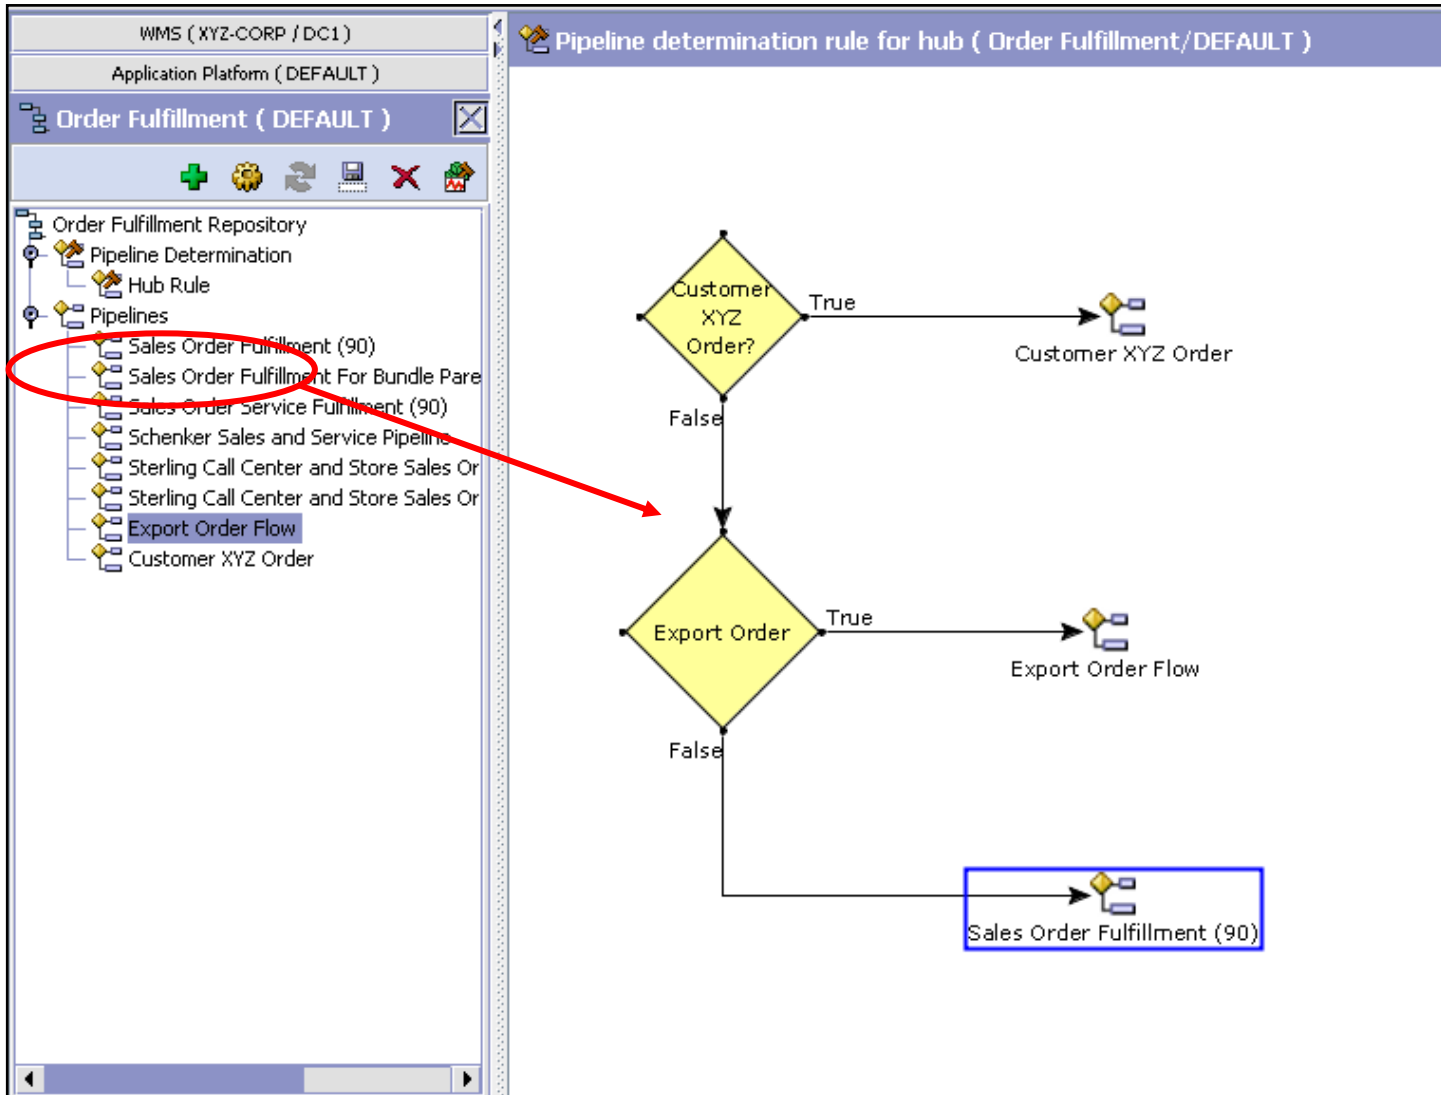 WMS ( XYZ-CORP / DC1 )
Application Platform ( DEFAULT )
Order Fulfillment ( DEFAULT )
Order Fulfillment Repository
Pipeline Determination
Hub Rule
Pipelines
Sales Order Fulfillment (90)
Sales Order Fulfillment For Bundle Pare
Sales Order Service Fulfillment (90)
Schenker Sales and Service Pipeline
Sterling Call Center and Store Sales Or
Sterling Call Center and Store Sales Or
Export Order Flow
Customer XYZ Order
Pipeline determination rule for hub ( Order Fulfillment/DEFAULT )
Customer
XYZ
Order?
True
Customer XYZ Order
False
Export Order
True
Export Order Flow
False
Sales Order Fulfillment (90)